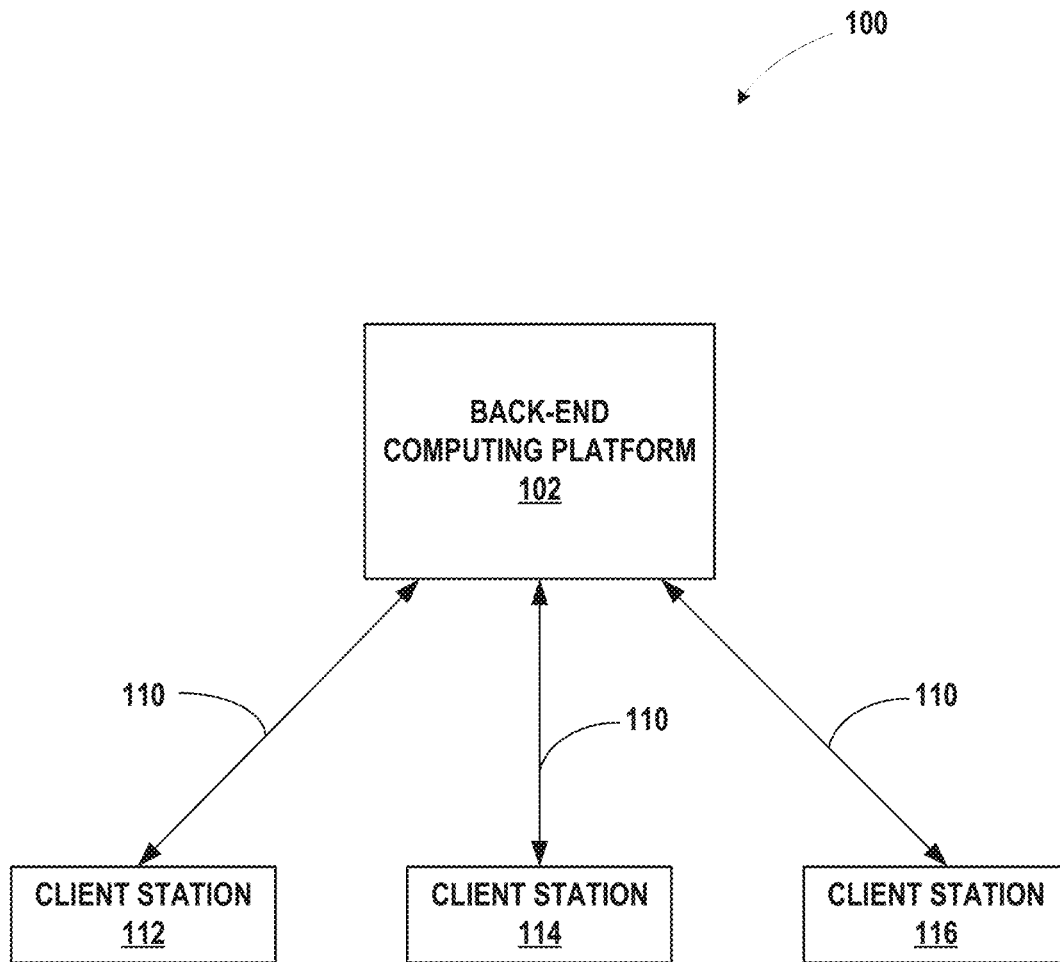 100
BACK-END
COMPUTING PLATFORM
102
110
110
110
CLIENT STATION
112
CLIENT STATION
114
CLIENT STATION
116